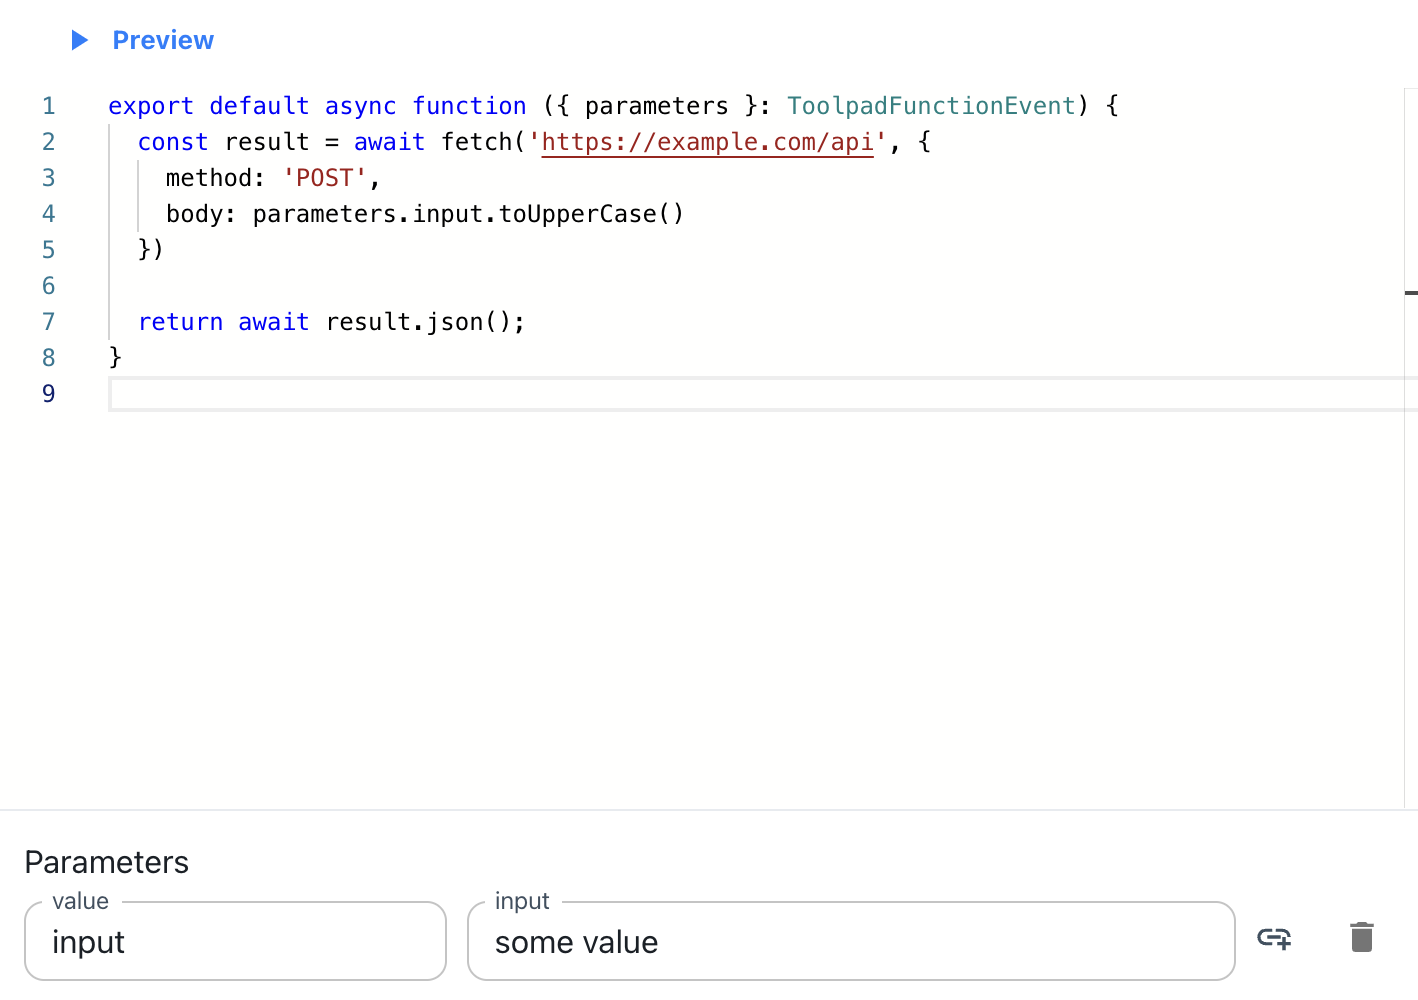 Preview
1 export default async function ({ parameters }: ToolpadFunctionEvent) {
2   const result = await fetch('https://example.com/api', {
3     method: 'POST',
4     body: parameters.input.toUpperCase()
5   })
6
7   return await result.json();
8 }
9
Parameters
value input
input some value